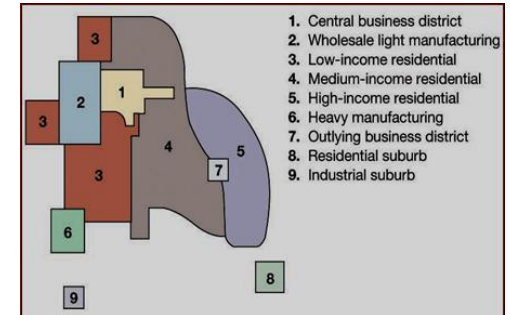 1. Central business district
2. Wholesale light manufacturing
3. Low-income residential
4. Medium-income residential
5. High-income residential
6. Heavy manufacturing
7. Outlying business district
8. Residential suburb
9. Industrial suburb
3
2
1
3
4
5
3
7
6
8
9